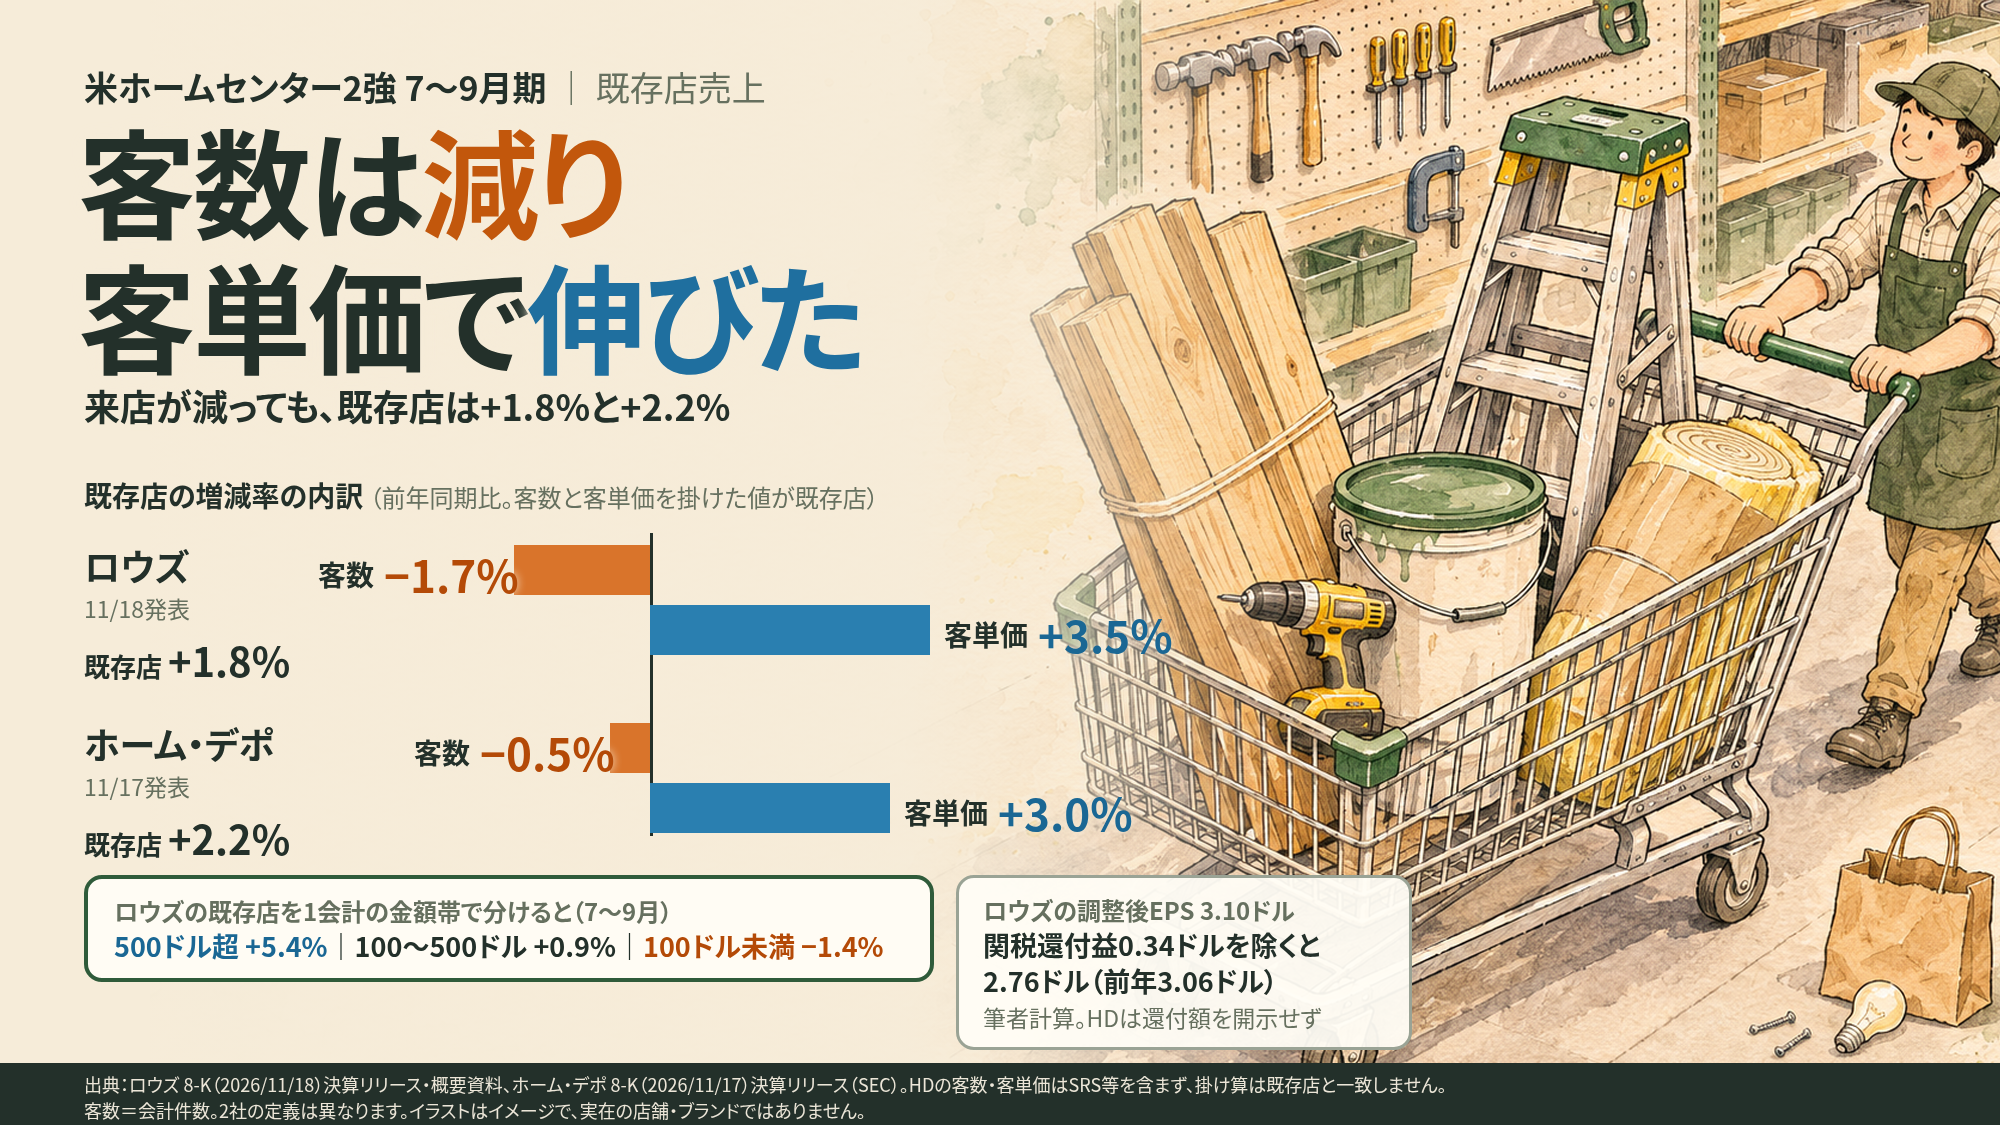 米ホームセンター2強 7〜9月期｜既存店売上
客数は減り
客単価で伸びた
来店が減っても、既存店は+1.8%と+2.2%
既存店の増減率の内訳（前年同期比。客数と客単価を掛けた値が既存店）
ロウズ
11/18発表
既存店 +1.8%
客数 −1.7%
客単価 +3.5%
ホーム・デポ
11/17発表
既存店 +2.2%
客数 −0.5%
客単価 +3.0%
ロウズの既存店を1会計の金額帯で分けると（7〜9月）
500ドル超 +5.4%｜100〜500ドル +0.9%｜100ドル未満 −1.4%
ロウズの調整後EPS 3.10ドル
関税還付益0.34ドルを除くと
2.76ドル（前年3.06ドル）
筆者計算。HDは還付額を開示せず
出典：ロウズ 8-K（2026/11/18）決算リリース・概要資料、ホーム・デポ 8-K（2026/11/17）決算リリース（SEC）。HDの客数・客単価はSRS等を含まず、掛け算は既存店と一致しません。
客数＝会計件数。2社の定義は異なります。イラストはイメージで、実在の店舗・ブランドではありません。